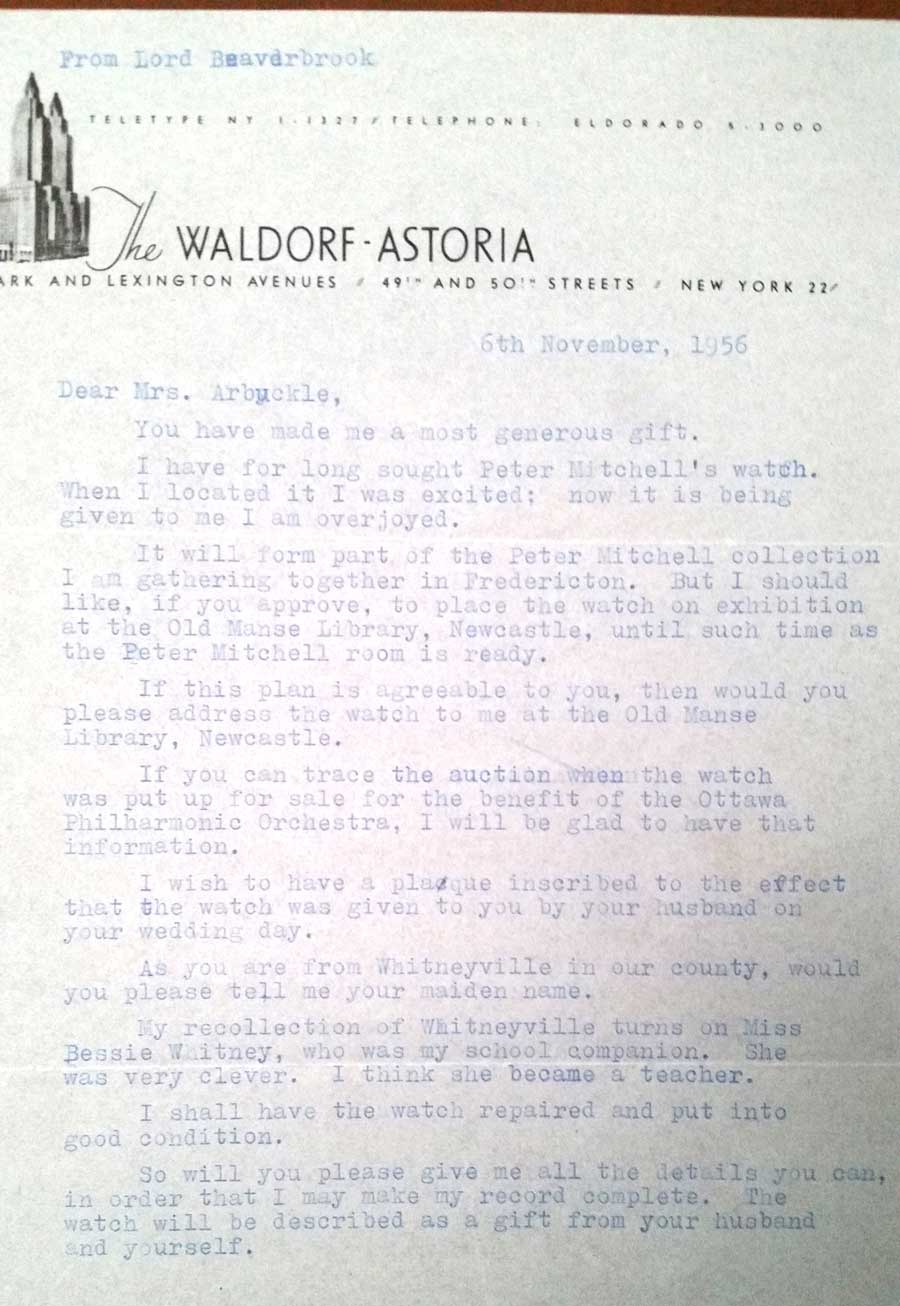 From Lord Beaverbrook
TELETYPE NY 1-1327 / TELEPHONE: ELDORADO 5-3000
The WALDORF-ASTORIA
ARK AND LEXINGTON AVENUES / 49TH AND 50TH STREETS / NEW YORK 22/
6th November, 1956
Dear Mrs. Arbuckle,
You have made me a most generous gift.
I have for long sought Peter Mitchell's watch.
When I located it I was excited; now it is being
given to me I am overjoyed.
It will form part of the Peter Mitchell collection
I am gathering together in Fredericton. But I should
like, if you approve, to place the watch on exhibition
at the Old Manse Library, Newcastle, until such time as
the Peter Mitchell room is ready.
If this plan is agreeable to you, then would you
please address the watch to me at the Old Manse
Library, Newcastle.
If you can trace the auction when the watch
was put up for sale for the benefit of the Ottawa
Philharmonic Orchestra, I will be glad to have that
information.
I wish to have a plaque inscribed to the effect
that the watch was given to you by your husband on
your wedding day.
As you are from Whitneyville in our county, would
you please tell me your maiden name.
My recollection of Whitneyville turns on Miss
Bessie Whitney, who was my school companion. She
was very clever. I think she became a teacher.
I shall have the watch repaired and put into
good condition.
So will you please give me all the details you can,
in order that I may make my record complete. The
watch will be described as a gift from your husband
and yourself.